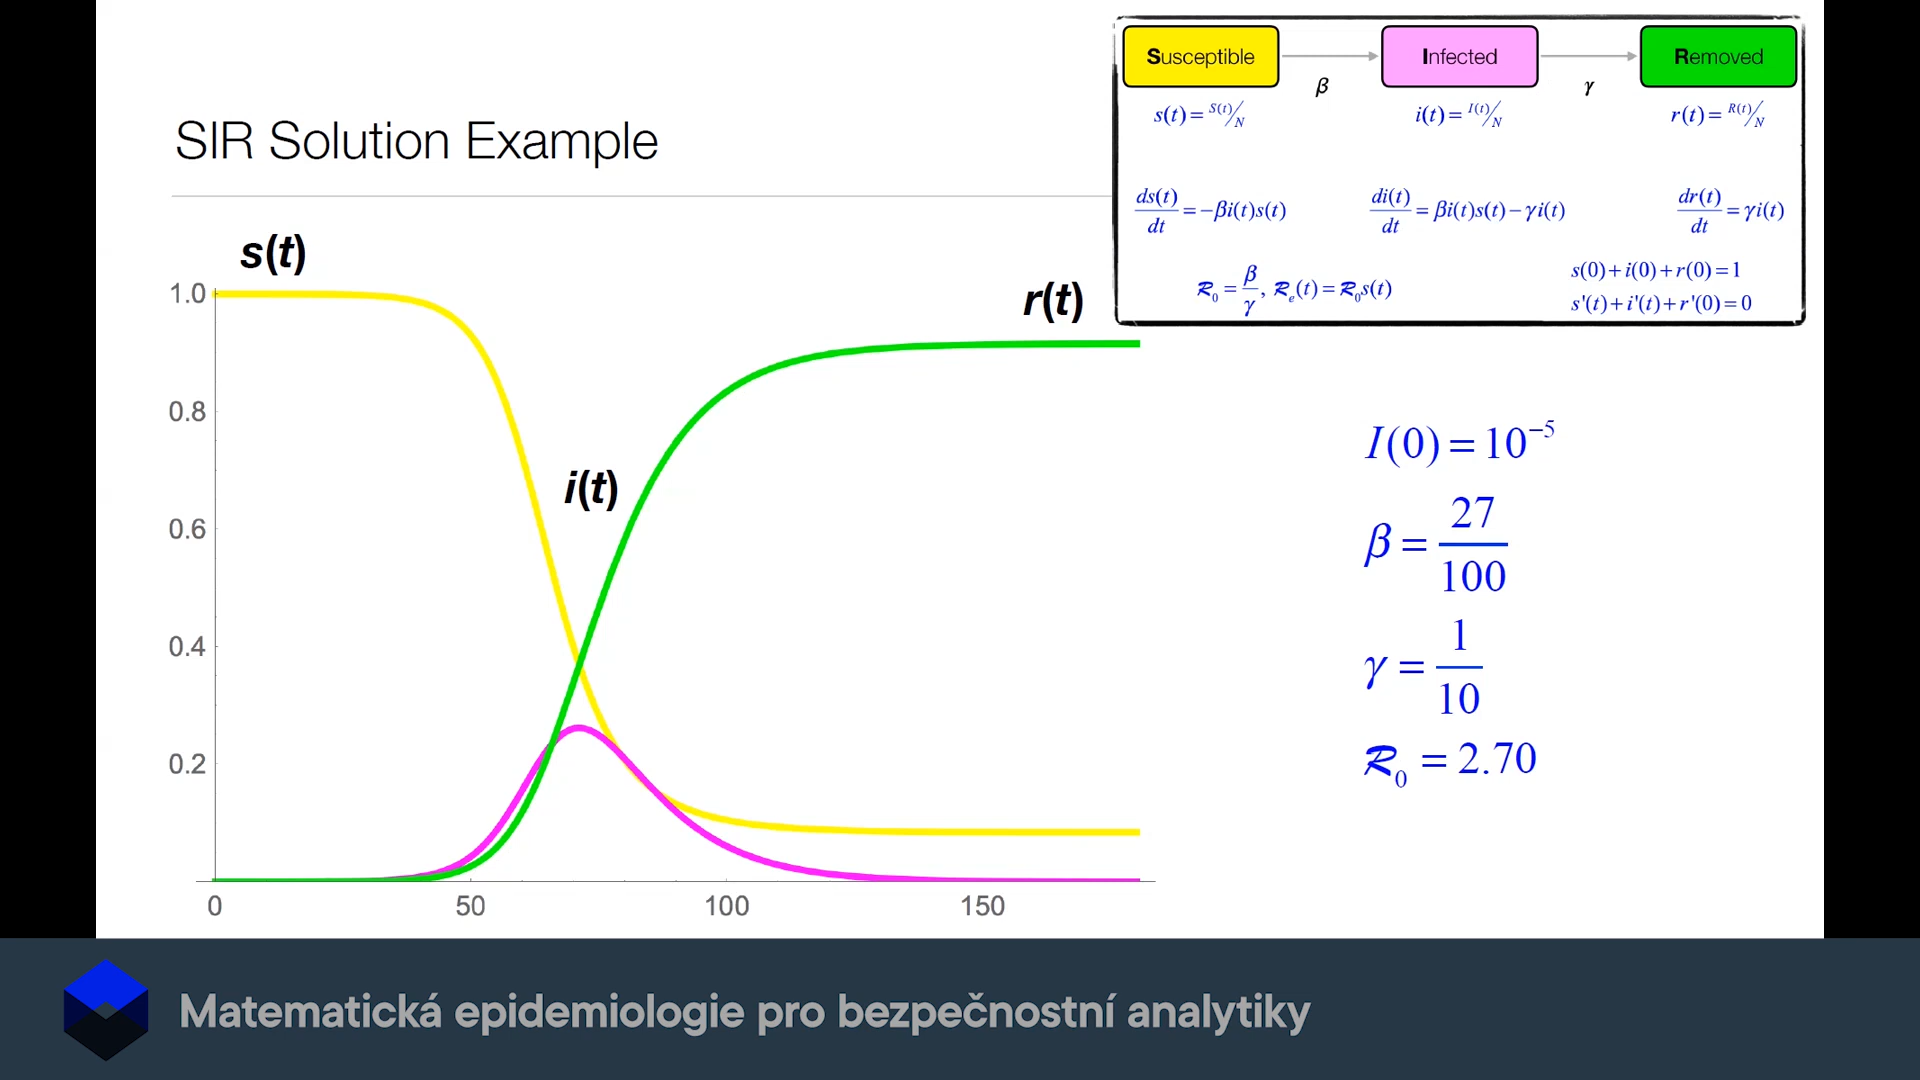 Susceptible
Infected
Removed
β
γ
s(t) = S(t)/N
i(t) = I(t)/N
r(t) = R(t)/N
SIR Solution Example
ds(t)/dt = −βi(t)s(t)
di(t)/dt = βi(t)s(t) − γi(t)
dr(t)/dt = γi(t)
ℛ₀ = β/γ, ℛₑ(t) = ℛ₀s(t)
s(0) + i(0) + r(0) = 1
s'(t) + i'(t) + r'(0) = 0
s(t)
r(t)
i(t)
1.0
0.8
0.6
0.4
0.2
0
50
100
150
I(0) = 10⁻⁵
β = 27/100
γ = 1/10
ℛ₀ = 2.70
Matematická epidemiologie pro bezpečnostní analytiky